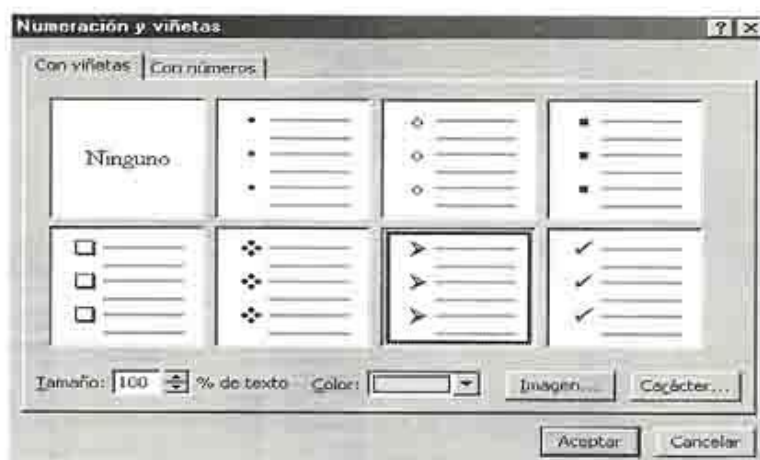 Numeración y viñetas
Con viñetas
Con números
Ninguno
Tamaño: 100 % de texto Color: Imagen... Carácter...
Aceptar Cancelar